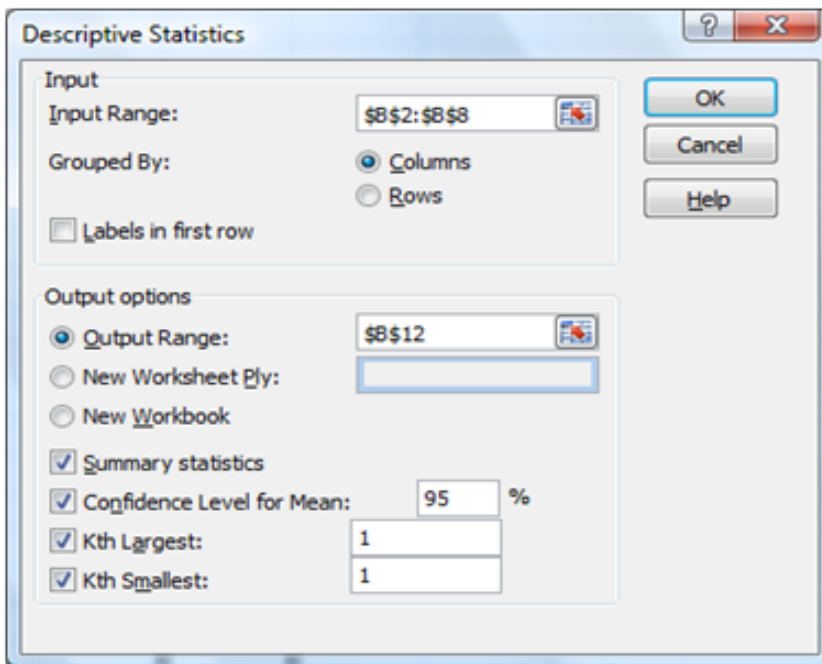 Descriptive Statistics
Input
Input Range: $B$2:$B$8
OK
Cancel
Grouped By: Columns
Rows
Help
Labels in first row
Output options
Output Range: $B$12
New Worksheet Ply:
New Workbook
Summary statistics
Confidence Level for Mean: 95 %
Kth Largest: 1
Kth Smallest: 1